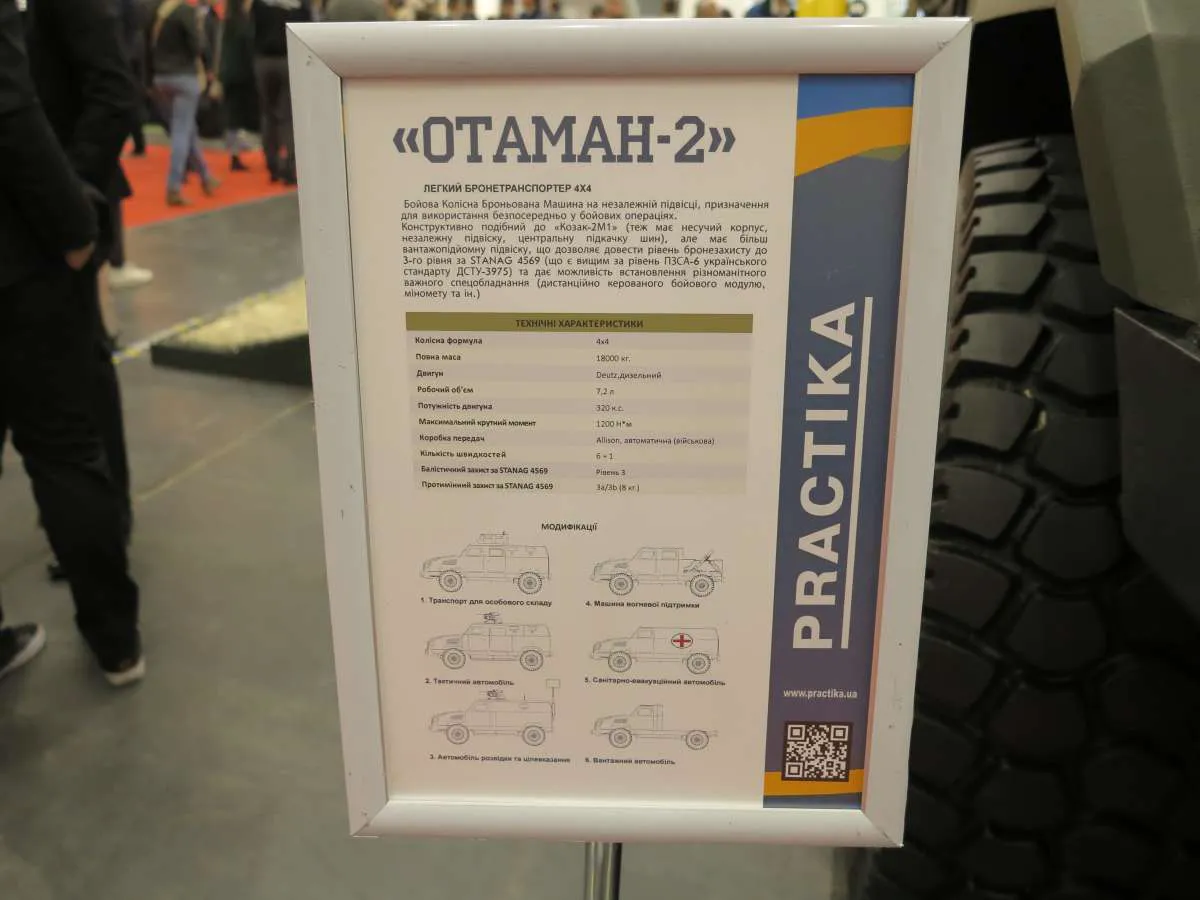 «ОТАМАН-2»
ЛЕГКИЙ БРОНЕТРАНСПОРТЕР 4Х4
Бойова Колісна Броньована Машина на незалежній підвісці, призначення
для використання безпосередньо у бойових операціях.
Конструктивно подібний до «Козак-2М1» (теж має несучий корпус,
незалежну підвіску, центральну підкачку шин), але має більш
вантажопідйомну підвіску, що дозволяє довести рівень бронезахисту до
3-го рівня за STANAG 4569 (що є вищим за рівень ПЗСА-6 українського
стандарту ДСТУ-3975) та дає можливість встановлення різноманітного
важного спецобладнання (дистанційно керованого бойового модулю,
міномету та ін.)
ТЕХНІЧНІ ХАРАКТЕРИСТИКИ
Колісна формула 4х4
Повна маса 18000 кг.
Двигун Deutz,дизельний
Робочий об'єм 7,2 л
Потужність двигуна 320 к.с.
Максимальний крутний момент 1200 Н*м
Коробка передач Allison, автоматична (військова)
Кількість швидкостей 6 + 1
Балістичний захист за STANAG 4569 Рівень 3
Протимінний захист за STANAG 4569 3a/3b (8 кг.)
МОДИФІКАЦІЇ
1. Транспорт для особового складу
4. Машина вогневої підтримки
2. Тактичний автомобіль
5. Санітарно-евакуаційний автомобіль
3. Автомобіль розвідки та цілевказання
6. Вантажний автомобіль
PRACTIKA
www.practika.ua